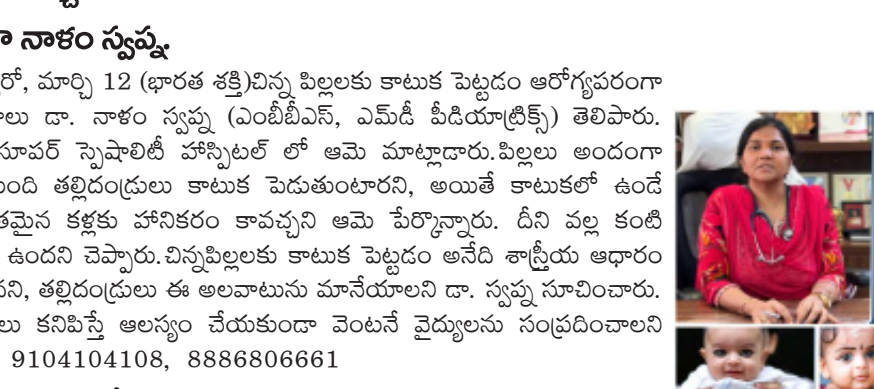 నాళం స్వప్న.
మార్చి 12 (భారత శక్తి)చిన్న పిల్లలకు కాటుక పెట్టడం ఆరోగ్యపరంగా
డా. నాళం స్వప్న (ఎంబీబీఎస్, ఎమ్‌డీ పీడియాట్రిక్స్) తెలిపారు.
సూపర్ స్పెషాలిటీ హాస్పిటల్ లో ఆమె మాట్లాడారు.పిల్లలు అందంగా
తల్లిదండ్రులు కాటుక పెడుతుంటారని, అయితే కాటుకలో ఉండే
కళ్లకు హానికరం కావచ్చని ఆమె పేర్కొన్నారు. దీని వల్ల కంటి
ఉందని చెప్పారు.చిన్నపిల్లలకు కాటుక పెట్టడం అనేది శాస్త్రీయ ఆధారం
తల్లిదండ్రులు ఈ అలవాటును మానేయాలని డా. స్వప్న సూచించారు.
కనిపిస్తే ఆలస్యం చేయకుండా వెంటనే వైద్యులను సంప్రదించాలని
9104104108, 8886806661